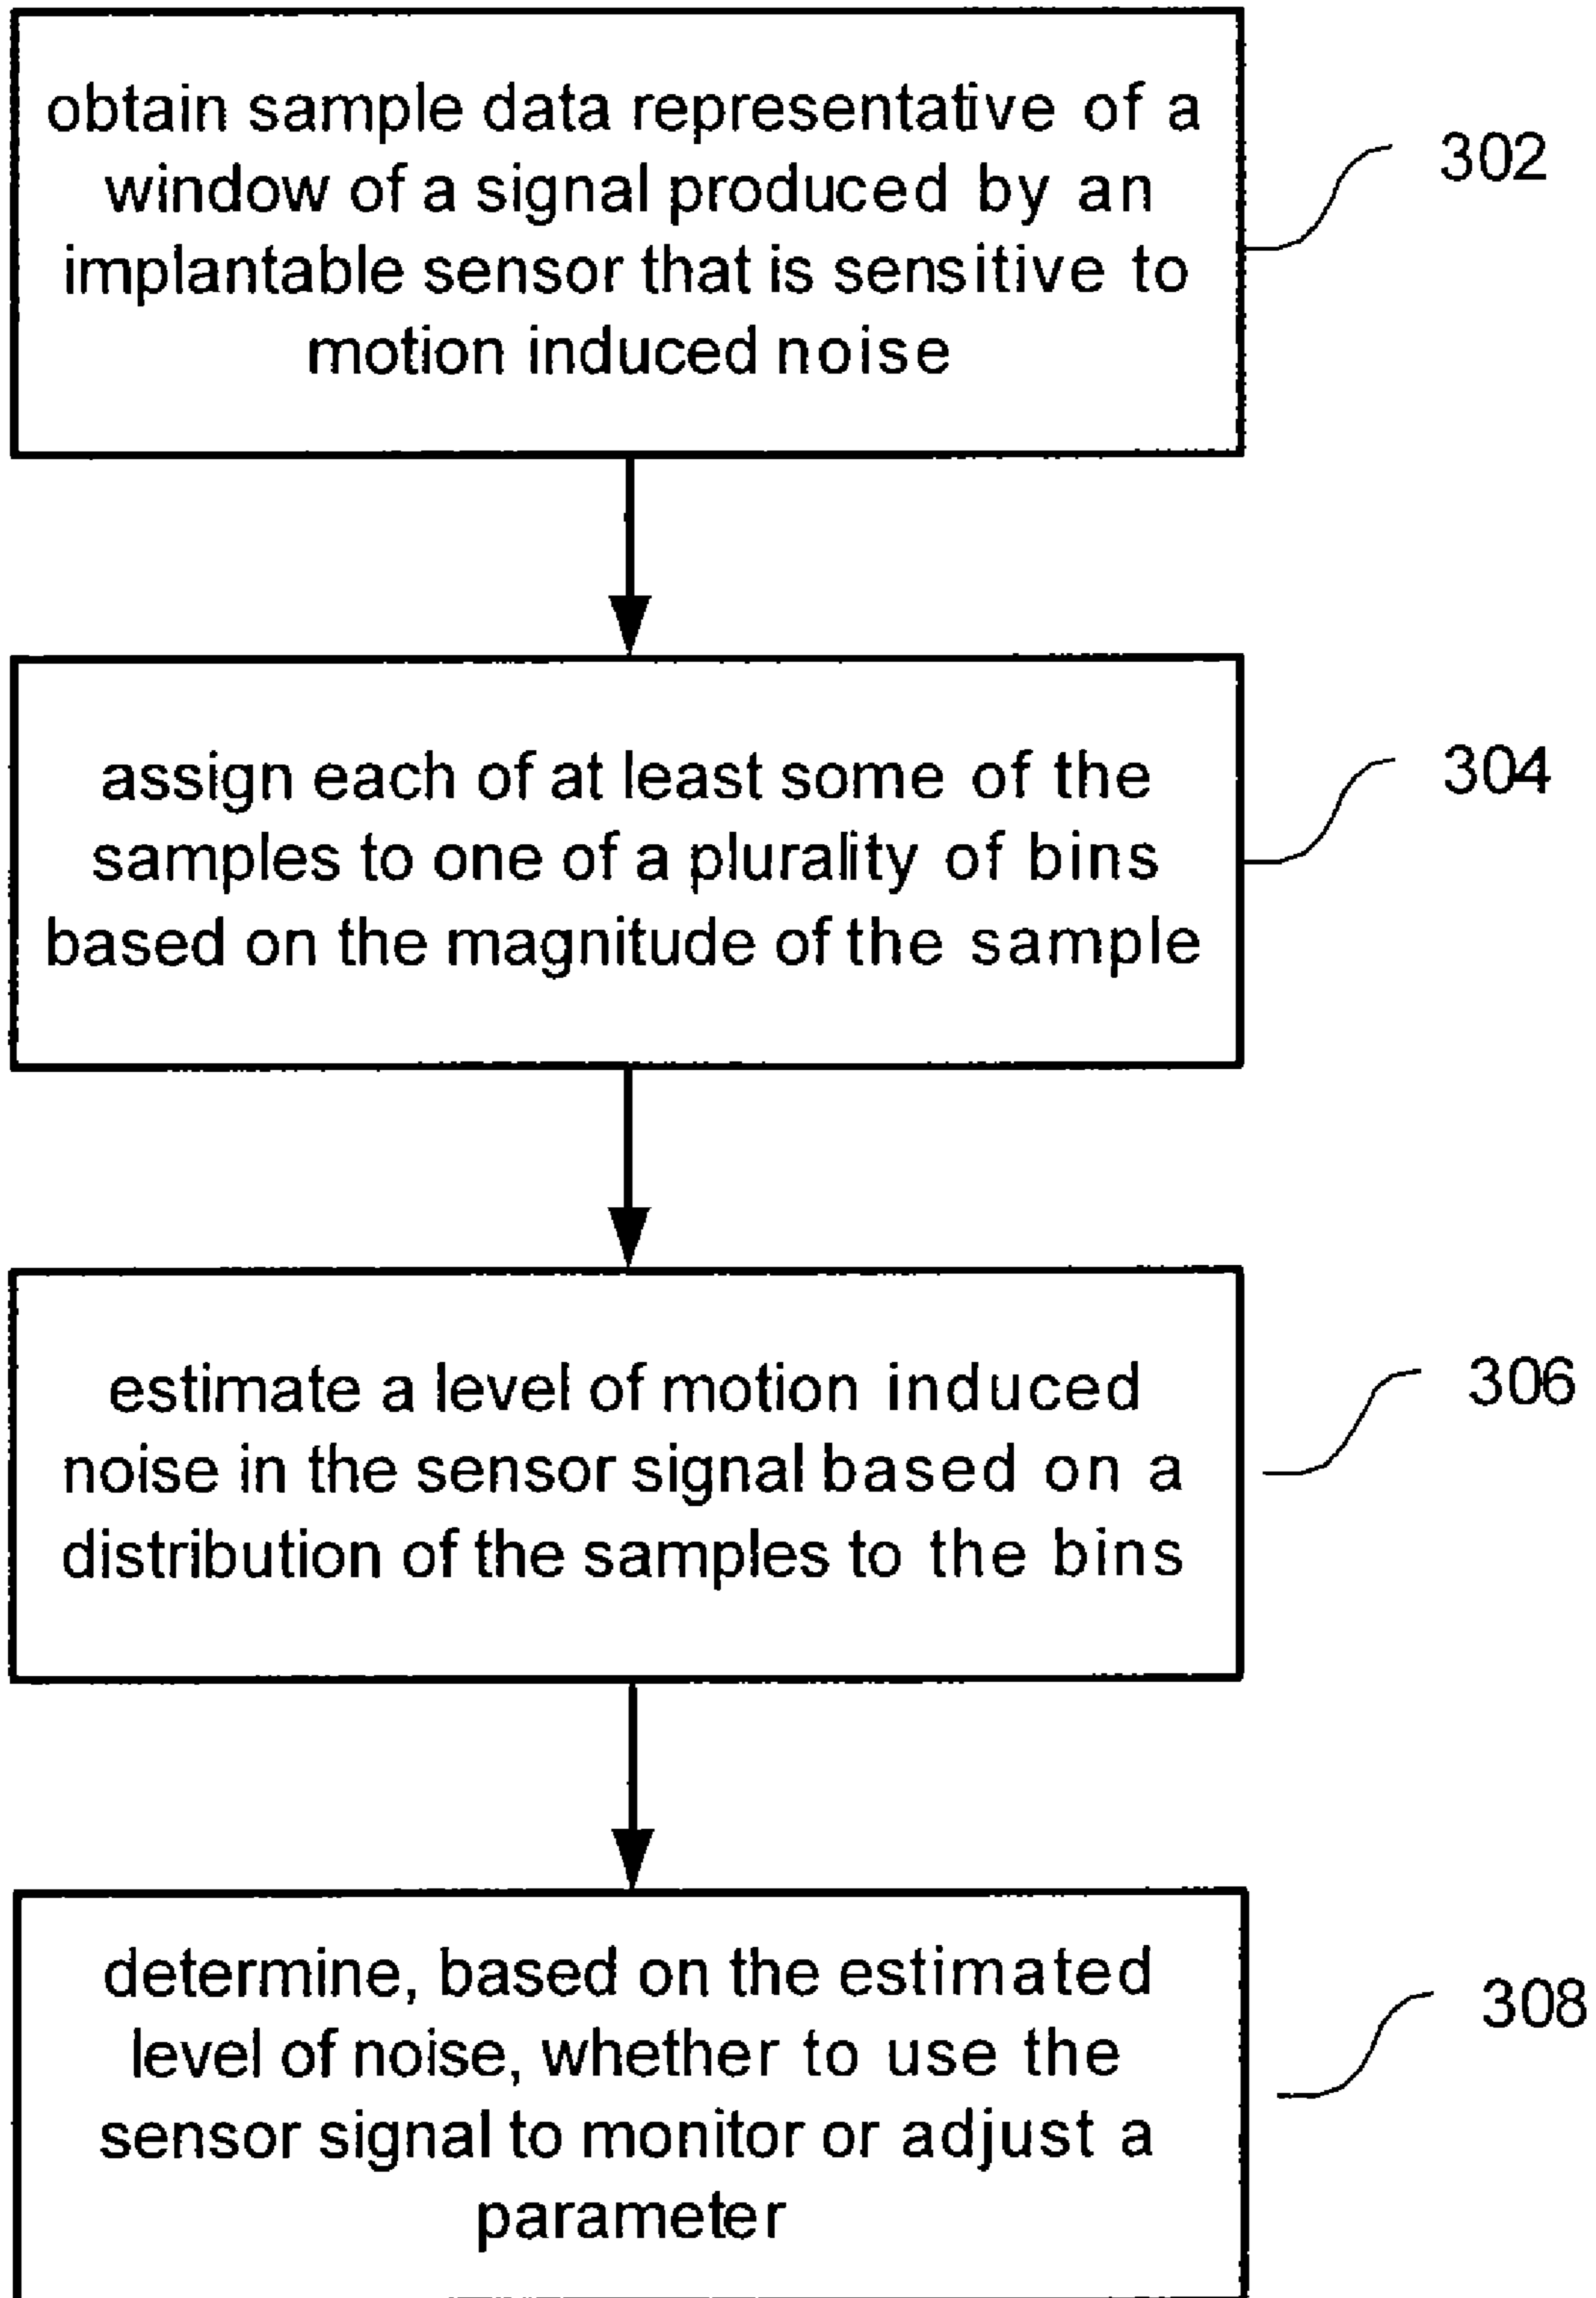 obtain sample data representative of a
window of a signal produced by an
implantable sensor that is sensitive to
motion induced noise
302
assign each of at least some of the
samples to one of a plurality of bins
based on the magnitude of the sample
304
estimate a level of motion induced
noise in the sensor signal based on a
distribution of the samples to the bins
306
determine, based on the estimated
level of noise, whether to use the
sensor signal to monitor or adjust a
parameter
308